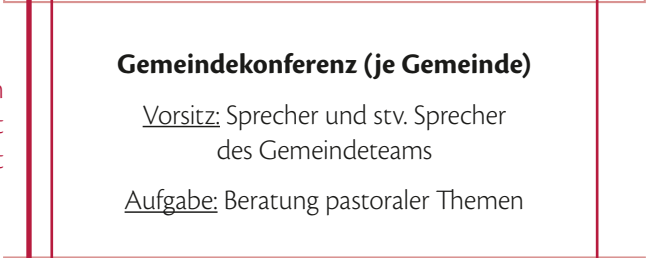 Gemeindekonferenz (je Gemeinde)
Vorsitz: Sprecher und stv. Sprecher
des Gemeindeteams
Aufgabe: Beratung pastoraler Themen